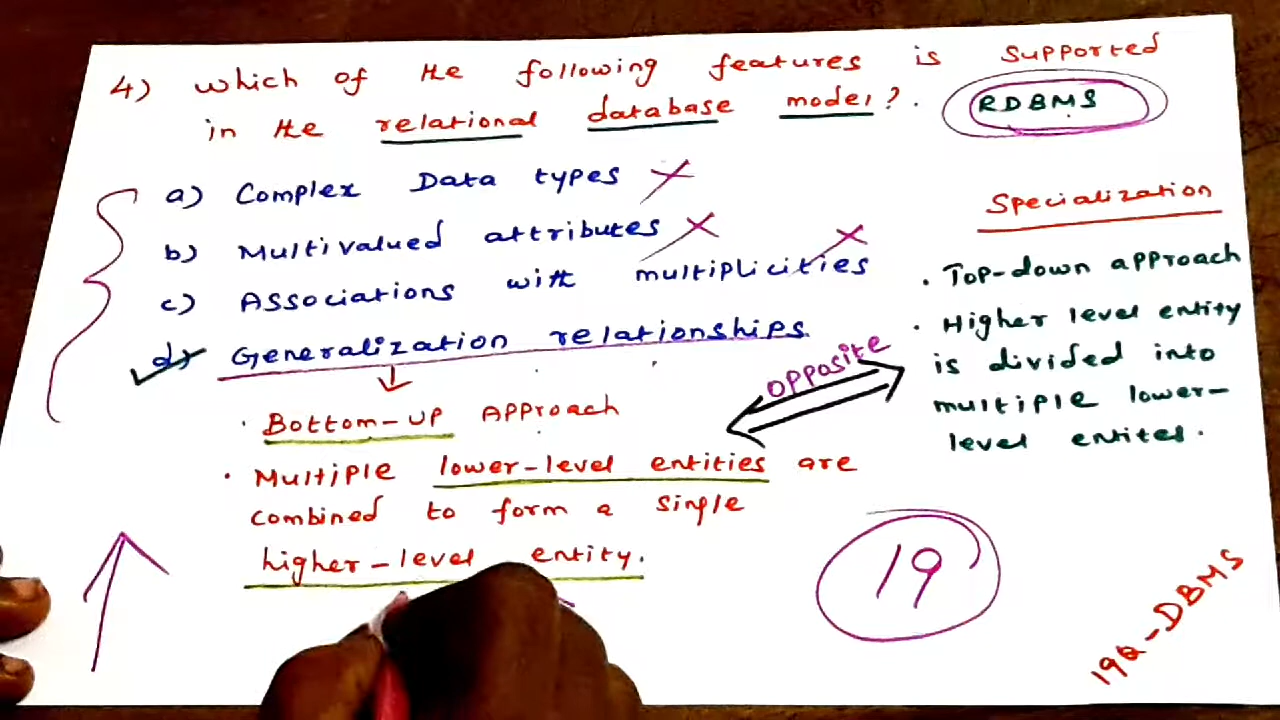 4) which of the following features is supported
in the relational database model?. RDBMS
a) Complex Data types
b) Multivalued attributes
c) Associations with multiplicities
d) Generalization relationships.
· Bottom-up Approach
· Multiple lower-level entities are
combined to form a single
higher-level entity.
opposite
Specialization
· Top-down approach
· Higher level entity
is divided into
multiple lower-
level entites.
19
19Q-DBMS